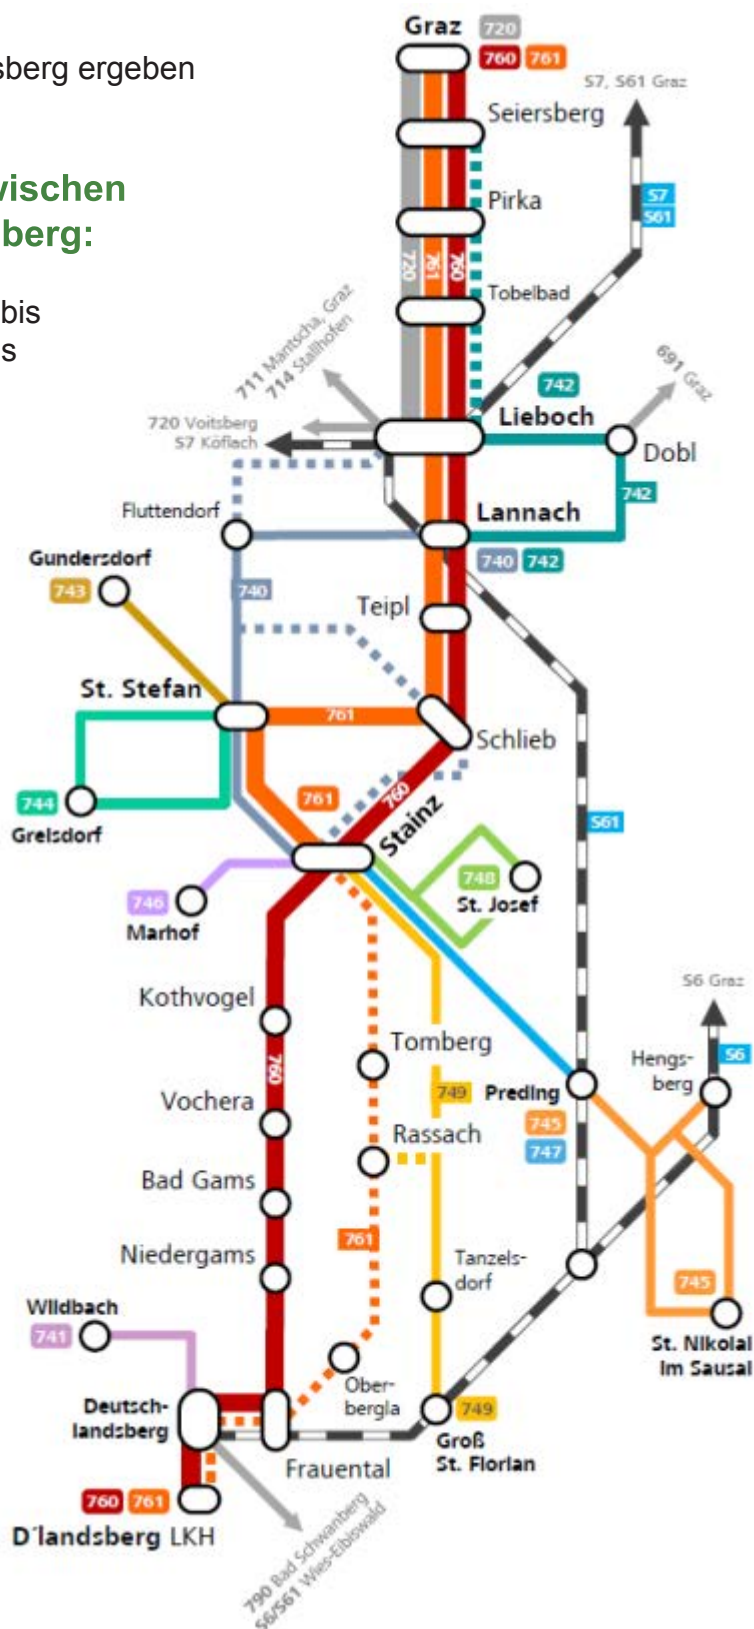 sberg ergeben
wischen
berg:
bis
s
Graz 720
760 761
S7, S61 Graz
Seiersberg
Pirka
S7
S61
720 761 760
Tobelbad
711 Mantscha, Graz
714 Stallhofen
691 Graz
742
720 Voitsberg
S7 Köflach
Lieboch
Dobl
742
Fluttendorf
Lannach
740 742
Gundersdorf
743
740
Teipl
St. Stefan
761
Schlieb
744
Greisdorf
761
760
Stainz
S61
748
St. Josef
746
Marhof
S6 Graz
Kothvogel
760
Tomberg
Hengs-
berg
S6
749
Preding
745
747
Vochera
Rassach
Bad Gams
761
Niedergams
Tanzels-
dorf
745
St. Nikolai
im Sausal
Wildbach
741
Deutsch-
landsberg
Ober-
bergla
749
Groß
St. Florian
Frauental
760 761
D´landsberg LKH
790 Bad Schwanberg
S6/S61 Wies-Eibiswald